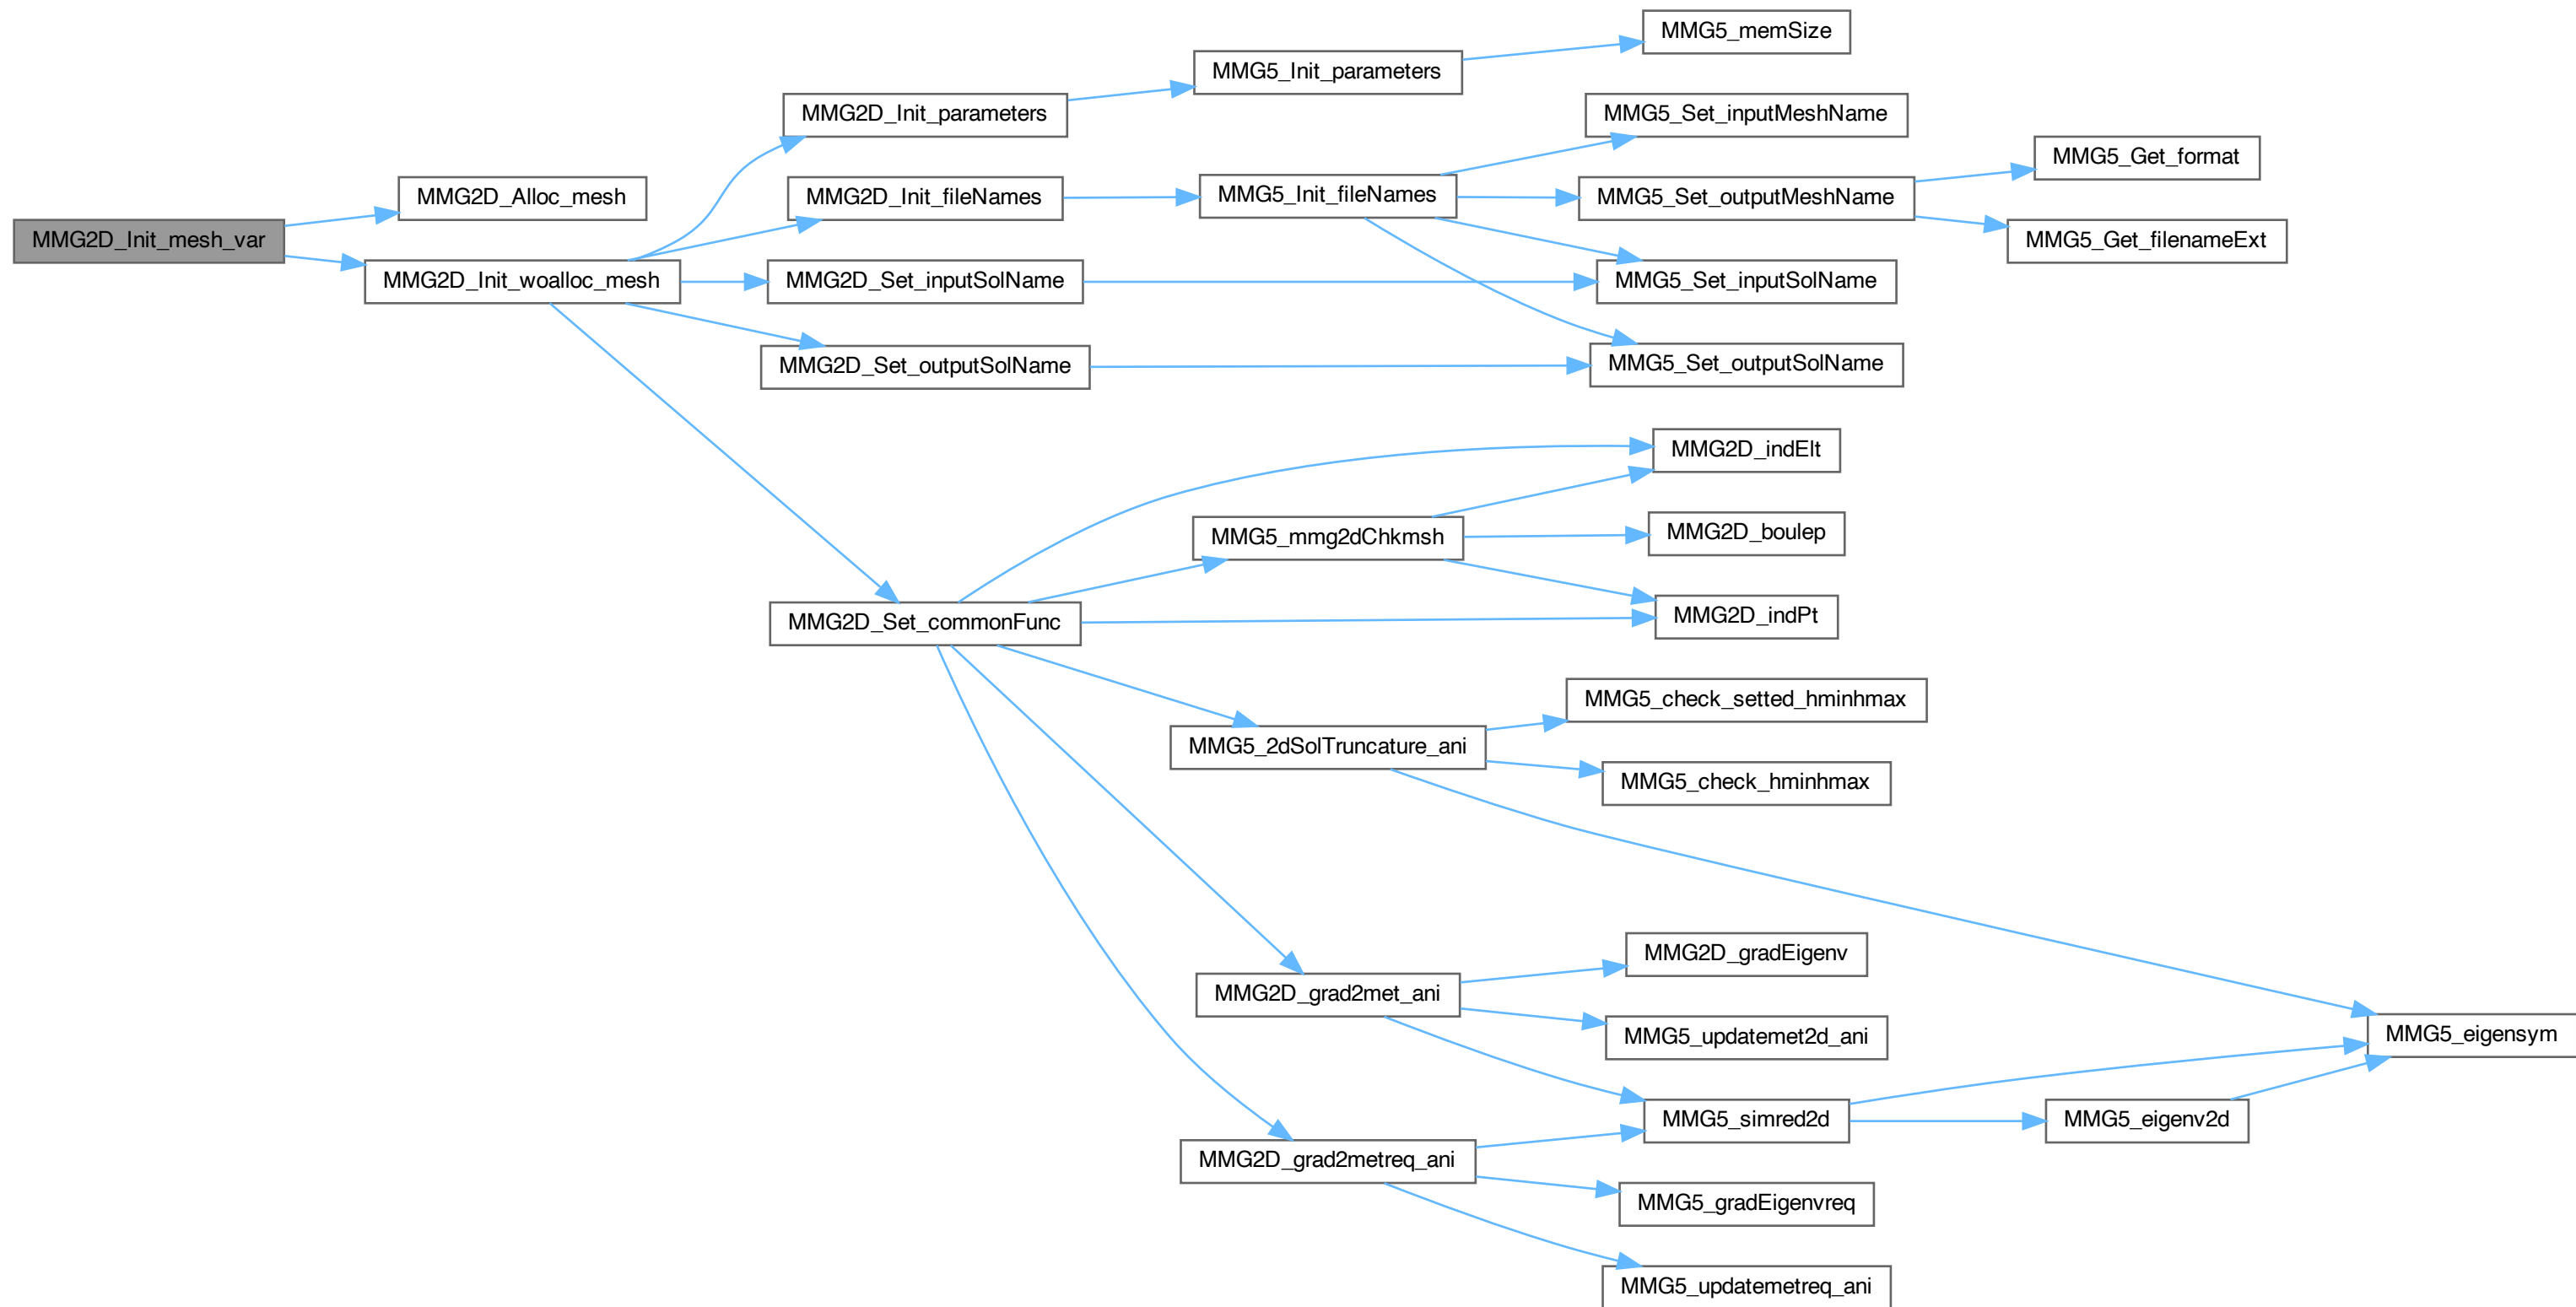 MMG5_memSize
MMG5_Init_parameters
MMG2D_Init_parameters
MMG5_Set_inputMeshName
MMG5_Get_format
MMG2D_Alloc_mesh
MMG2D_Init_fileNames
MMG5_Init_fileNames
MMG5_Set_outputMeshName
MMG2D_Init_mesh_var
MMG5_Get_filenameExt
MMG2D_Init_woalloc_mesh
MMG2D_Set_inputSolName
MMG5_Set_inputSolName
MMG2D_Set_outputSolName
MMG5_Set_outputSolName
MMG2D_indElt
MMG5_mmg2dChkmsh
MMG2D_boulep
MMG2D_Set_commonFunc
MMG2D_indPt
MMG5_check_setted_hminhmax
MMG5_2dSolTruncature_ani
MMG5_check_hminhmax
MMG2D_gradEigenv
MMG2D_grad2met_ani
MMG5_updatemet2d_ani
MMG5_eigensym
MMG5_simred2d
MMG5_eigenv2d
MMG2D_grad2metreq_ani
MMG5_gradEigenvreq
MMG5_updatemetreq_ani